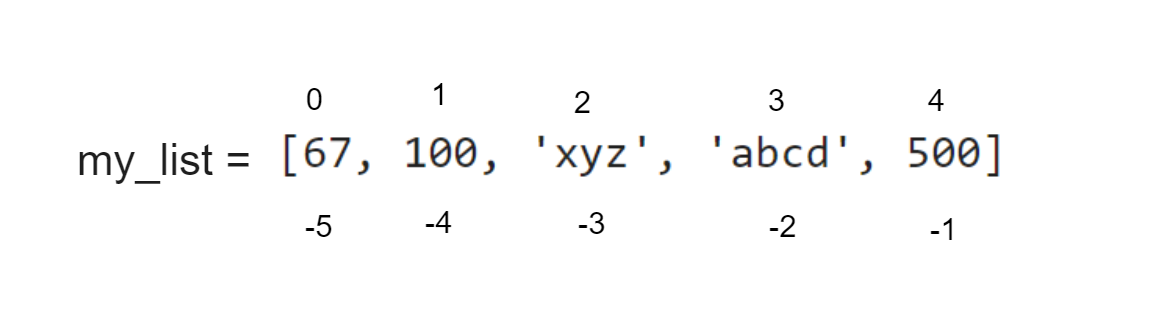 0 1 2 3 4
my_list = [67, 100, 'xyz', 'abcd', 500]
-5 -4 -3 -2 -1